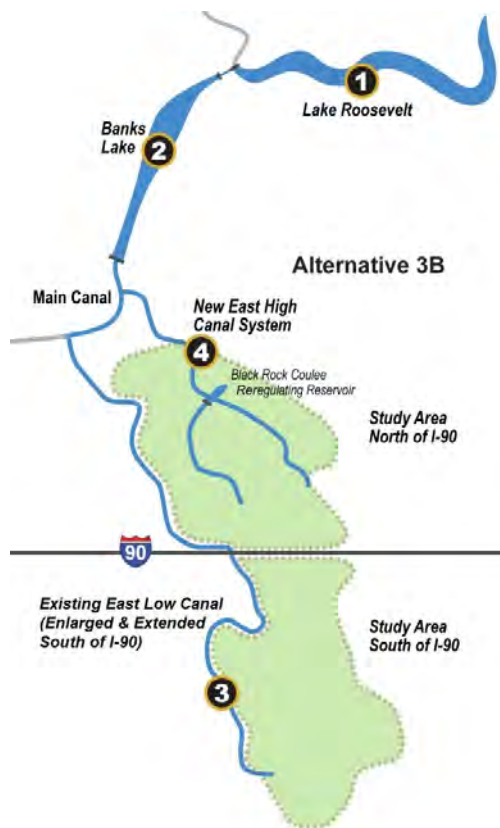 1
Lake Roosevelt
Banks
Lake
2
Alternative 3B
Main Canal
New East High
Canal System
4
Black Rock Coulee
Reregulating Reservoir
Study Area
North of I-90
90
Existing East Low Canal
(Enlarged & Extended
South of I-90)
Study Area
South of I-90
3